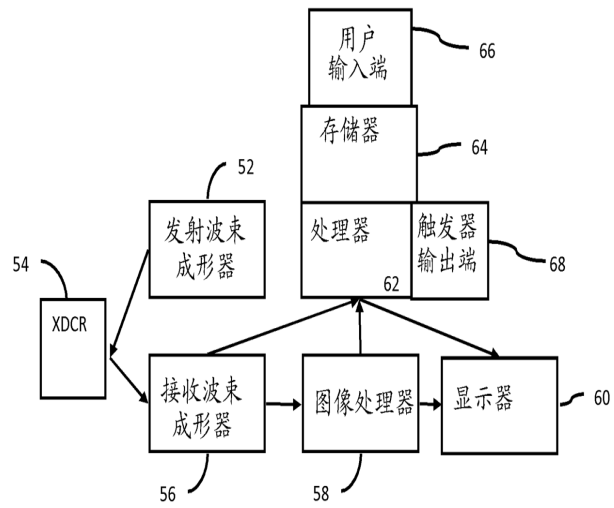 用户
输入端
66
存储器
64
52
发射波束
成形器
处理器
62
触发器
输出端
68
54
XDCR
接收波束
成形器
56
图像处理器
58
显示器
60